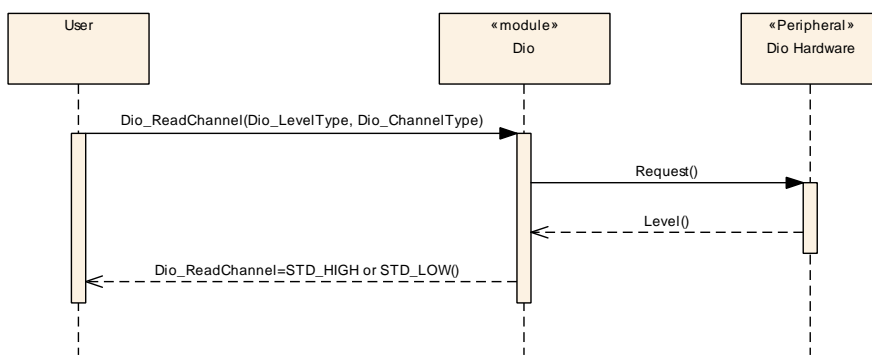 User
«module»
Dio
«Peripheral»
Dio Hardware
Dio_ReadChannel(Dio_LevelType, Dio_ChannelType)
Request()
Level()
Dio_ReadChannel=STD_HIGH or STD_LOW()